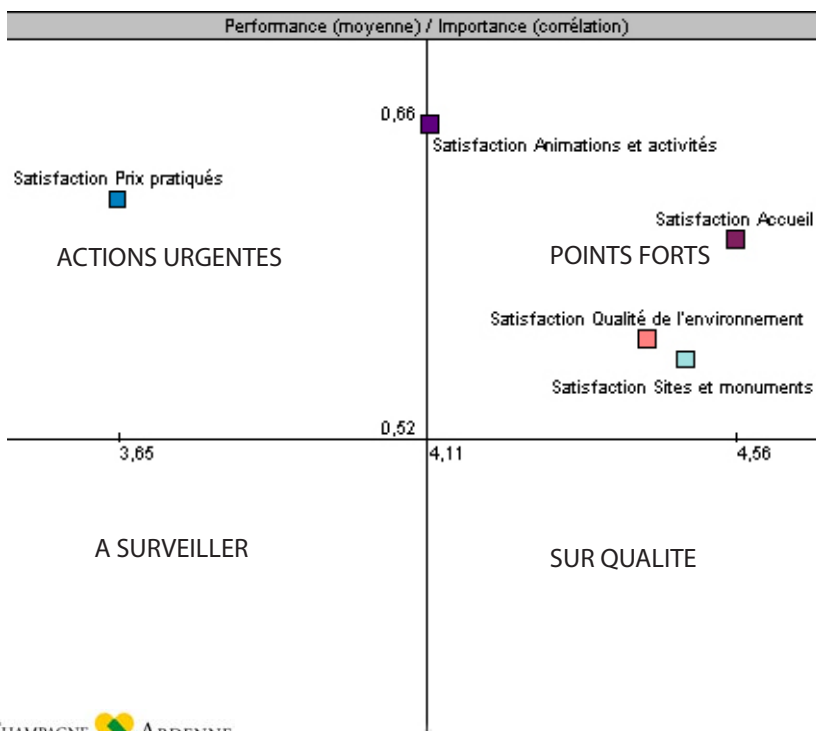 Performance (moyenne) / Importance (corrélation)
0,66
Satisfaction Animations et activités
Satisfaction Prix pratiqués
Satisfaction Accueil
ACTIONS URGENTES
POINTS FORTS
Satisfaction Qualité de l'environnement
Satisfaction Sites et monuments
0,52
3,65
4,11
4,56
A SURVEILLER
SUR QUALITE
CHAMPAGNE ARDENNE